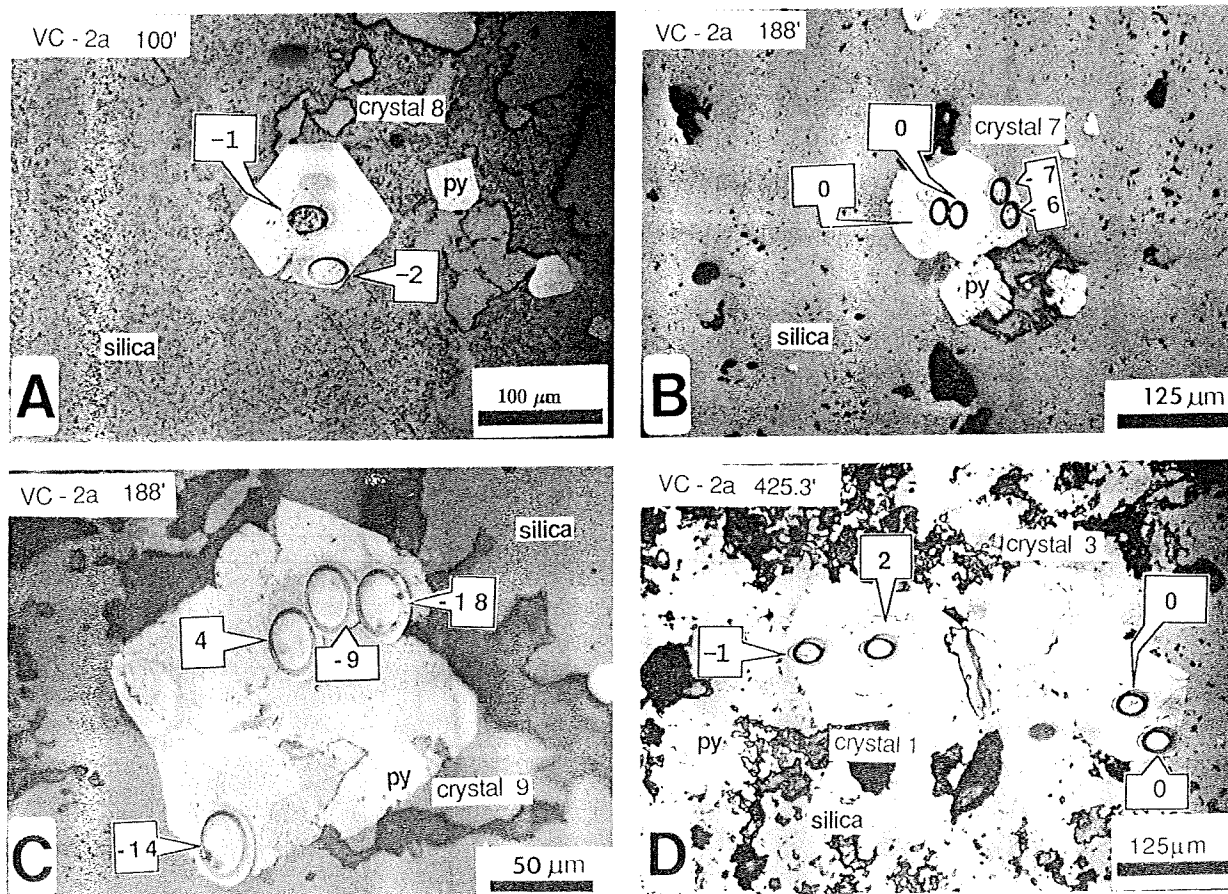 VC - 2a 100'
crystal 8
-1
py
-2
silica
A
100 µm
VC - 2a 188'
0
crystal 7
0
- 7
- 6
py
silica
B
125 µm
VC - 2a 188'
silica
-18
4
-9
py
crystal 9
-14
C
50 µm
VC - 2a 425.3'
crystal 3
2
0
-1
py
crystal 1
0
silica
D
125µm